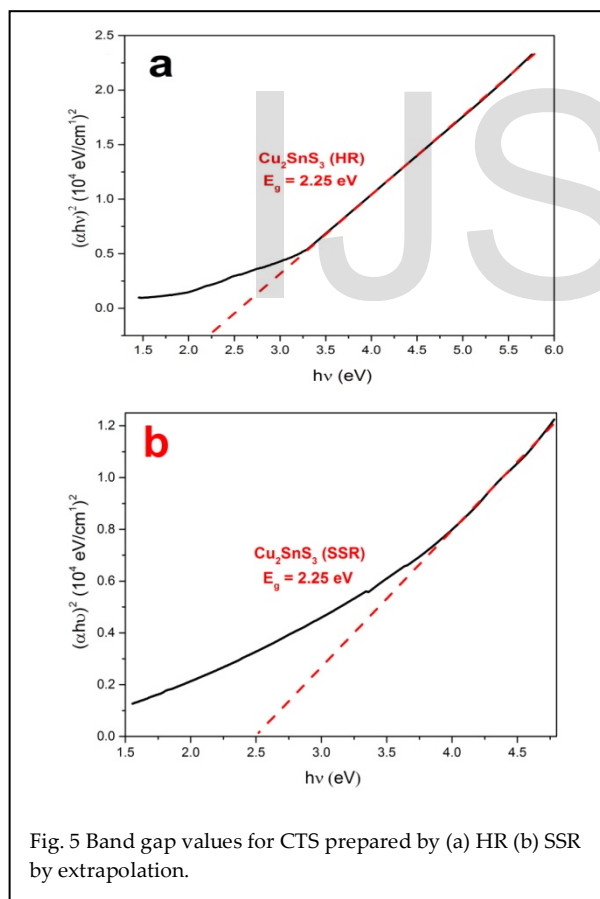 a
IJS
Cu₂SnS₃ (HR)
E_g = 2.25 eV
(αhν)² (10⁴ eV/cm)²
2.5
2.0
1.5
1.0
0.5
0.0
1.5 2.0 2.5 3.0 3.5 4.0 4.5 5.0 5.5 6.0
hν (eV)
b
Cu₂SnS₃ (SSR)
E_g = 2.25 eV
(αhυ)² (10⁴ eV/cm)²
1.2
1.0
0.8
0.6
0.4
0.2
0.0
1.5 2.0 2.5 3.0 3.5 4.0 4.5
hν (eV)
Fig. 5 Band gap values for CTS prepared by (a) HR (b) SSR
by extrapolation.